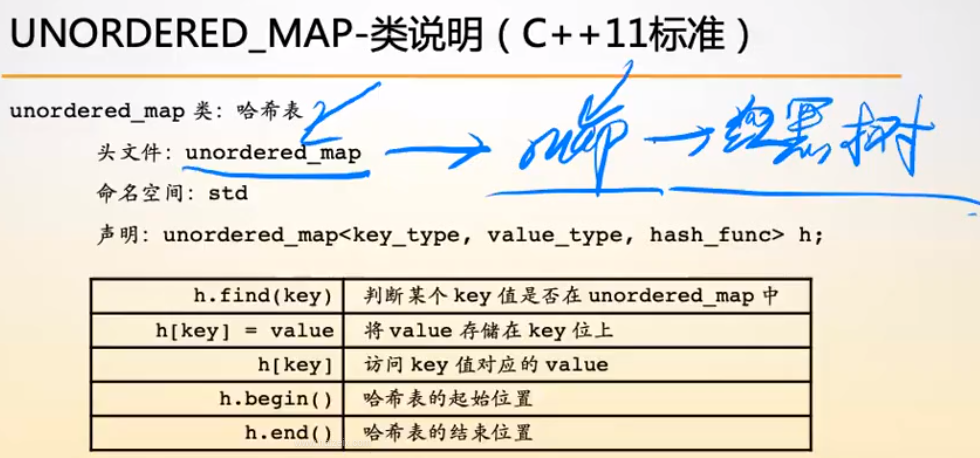 UNORDERED_MAP-类说明（C++11标准）
unordered_map 类：哈希表
头文件：unordered_map
→ map → 红黑树
命名空间：std
声明：unordered_map<key_type, value_type, hash_func> h;
h.find(key) 判断某个 key 值是否在 unordered_map 中
h[key] = value 将 value 存储在 key 位上
h[key] 访问 key 值对应的 value
h.begin() 哈希表的起始位置
h.end() 哈希表的结束位置